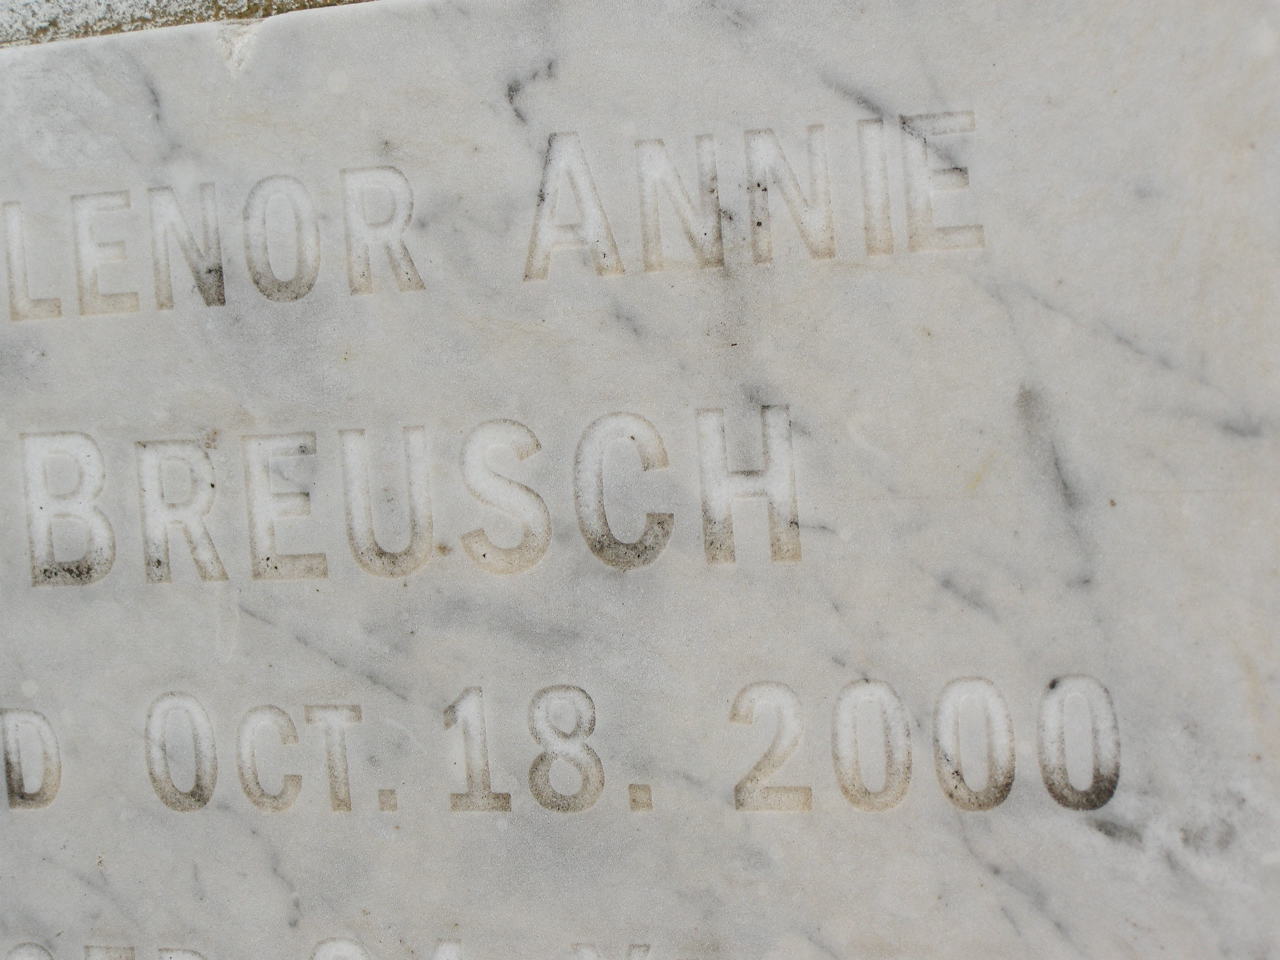 LENOR ANNIE
BREUSCH
D OCT. 18. 2000